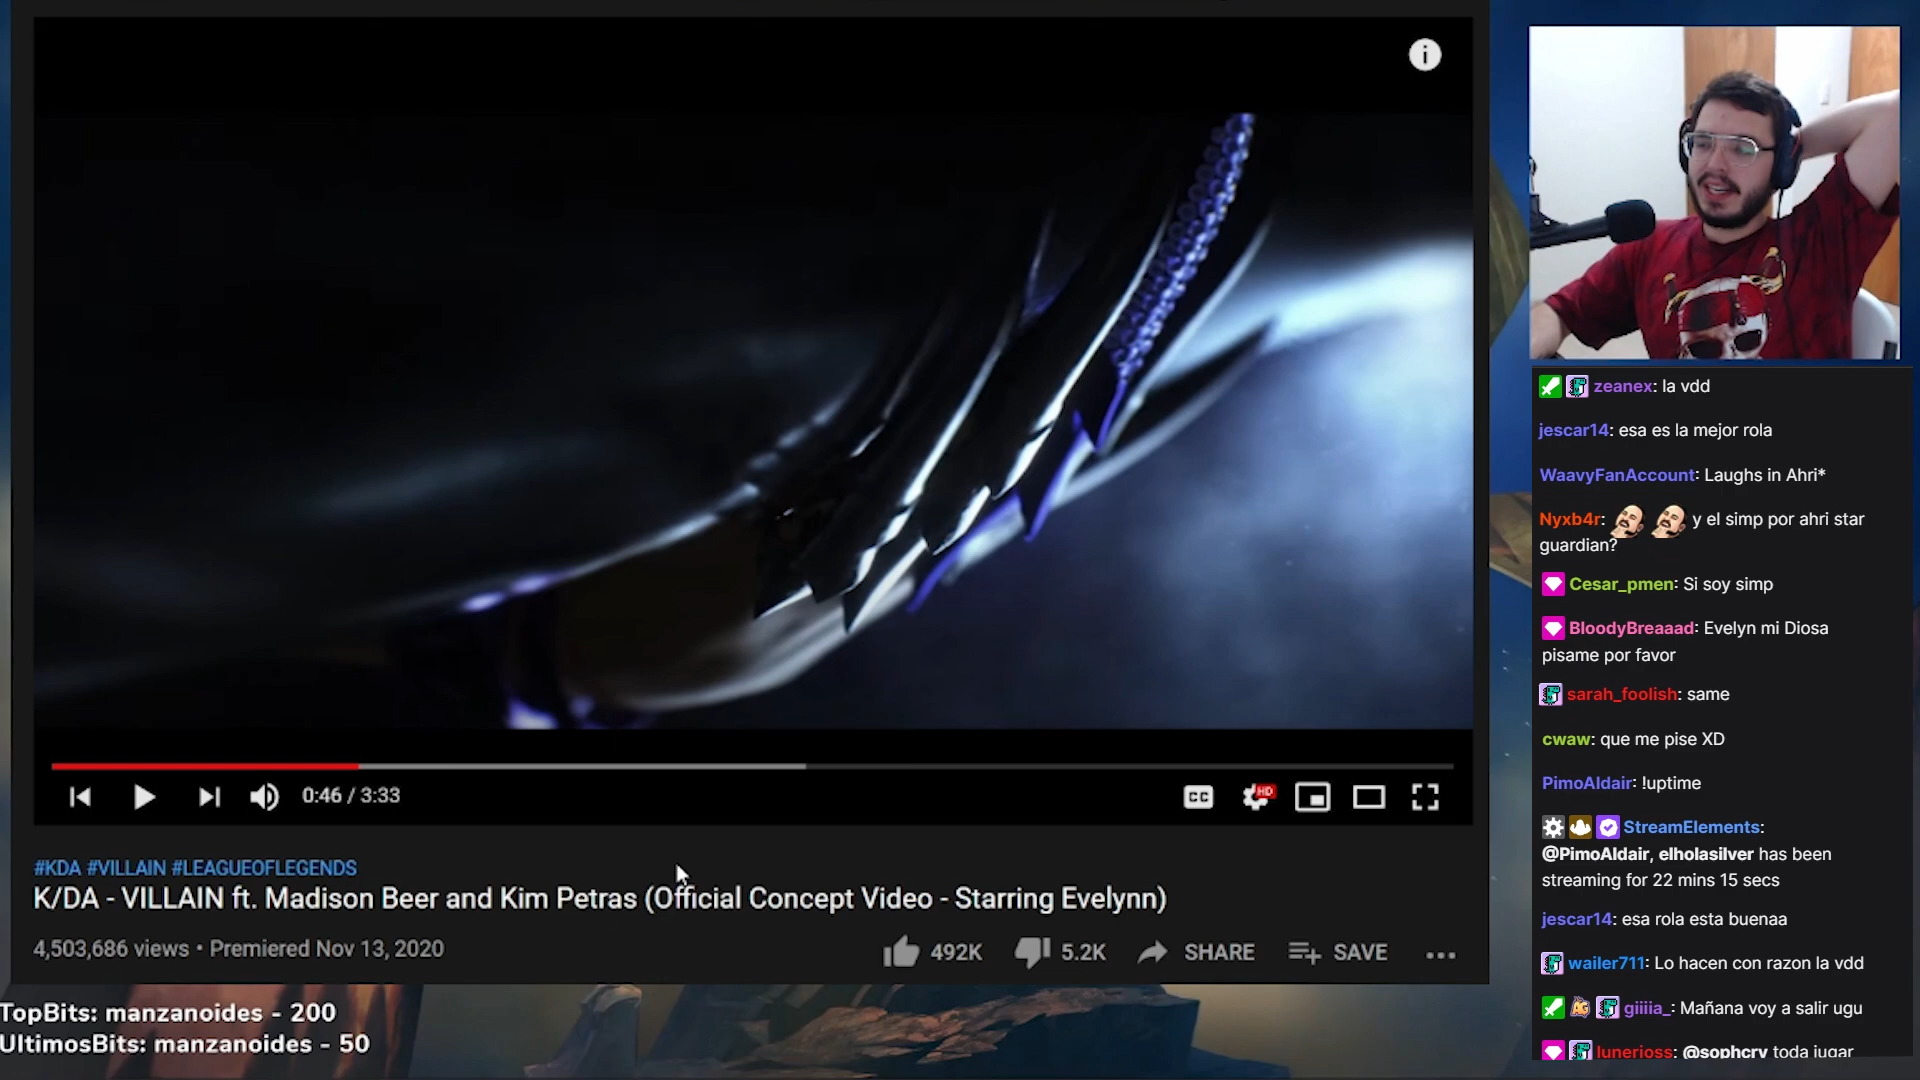 i
0:46 / 3:33
CC
HD
#KDA #VILLAIN #LEAGUEOFLEGENDS
K/DA - VILLAIN ft. Madison Beer and Kim Petras (Official Concept Video - Starring Evelynn)
4,503,686 views • Premiered Nov 13, 2020
492K
5.2K
SHARE
SAVE
TopBits: manzanoides - 200
UltimosBits: manzanoides - 50
zeanex: la vdd
jescar14: esa es la mejor rola
WaavyFanAccount: Laughs in Ahri*
Nyxb4r: y el simp por ahri star
guardian?
Cesar_pmen: Si soy simp
BloodyBreaaad: Evelyn mi Diosa
pisame por favor
sarah_foolish: same
cwaw: que me pise XD
PimoAldair: !uptime
StreamElements:
@PimoAldair, elholasilver has been
streaming for 22 mins 15 secs
jescar14: esa rola esta buenaa
wailer711: Lo hacen con razon la vdd
giiiia_: Mañana voy a salir ugu
lunerioss: @sophcry toda jugar